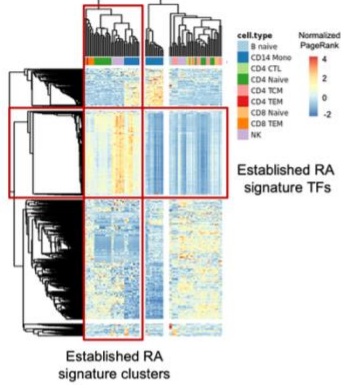 cell.type
B naive
CD14 Mono
CD4 CTL
CD4 Naive
CD4 TCM
CD4 TEM
CD8 Naive
CD8 TEM
NK
Normalized
PageRank
4
2
0
-2
Established RA
signature TFs
Established RA
signature clusters